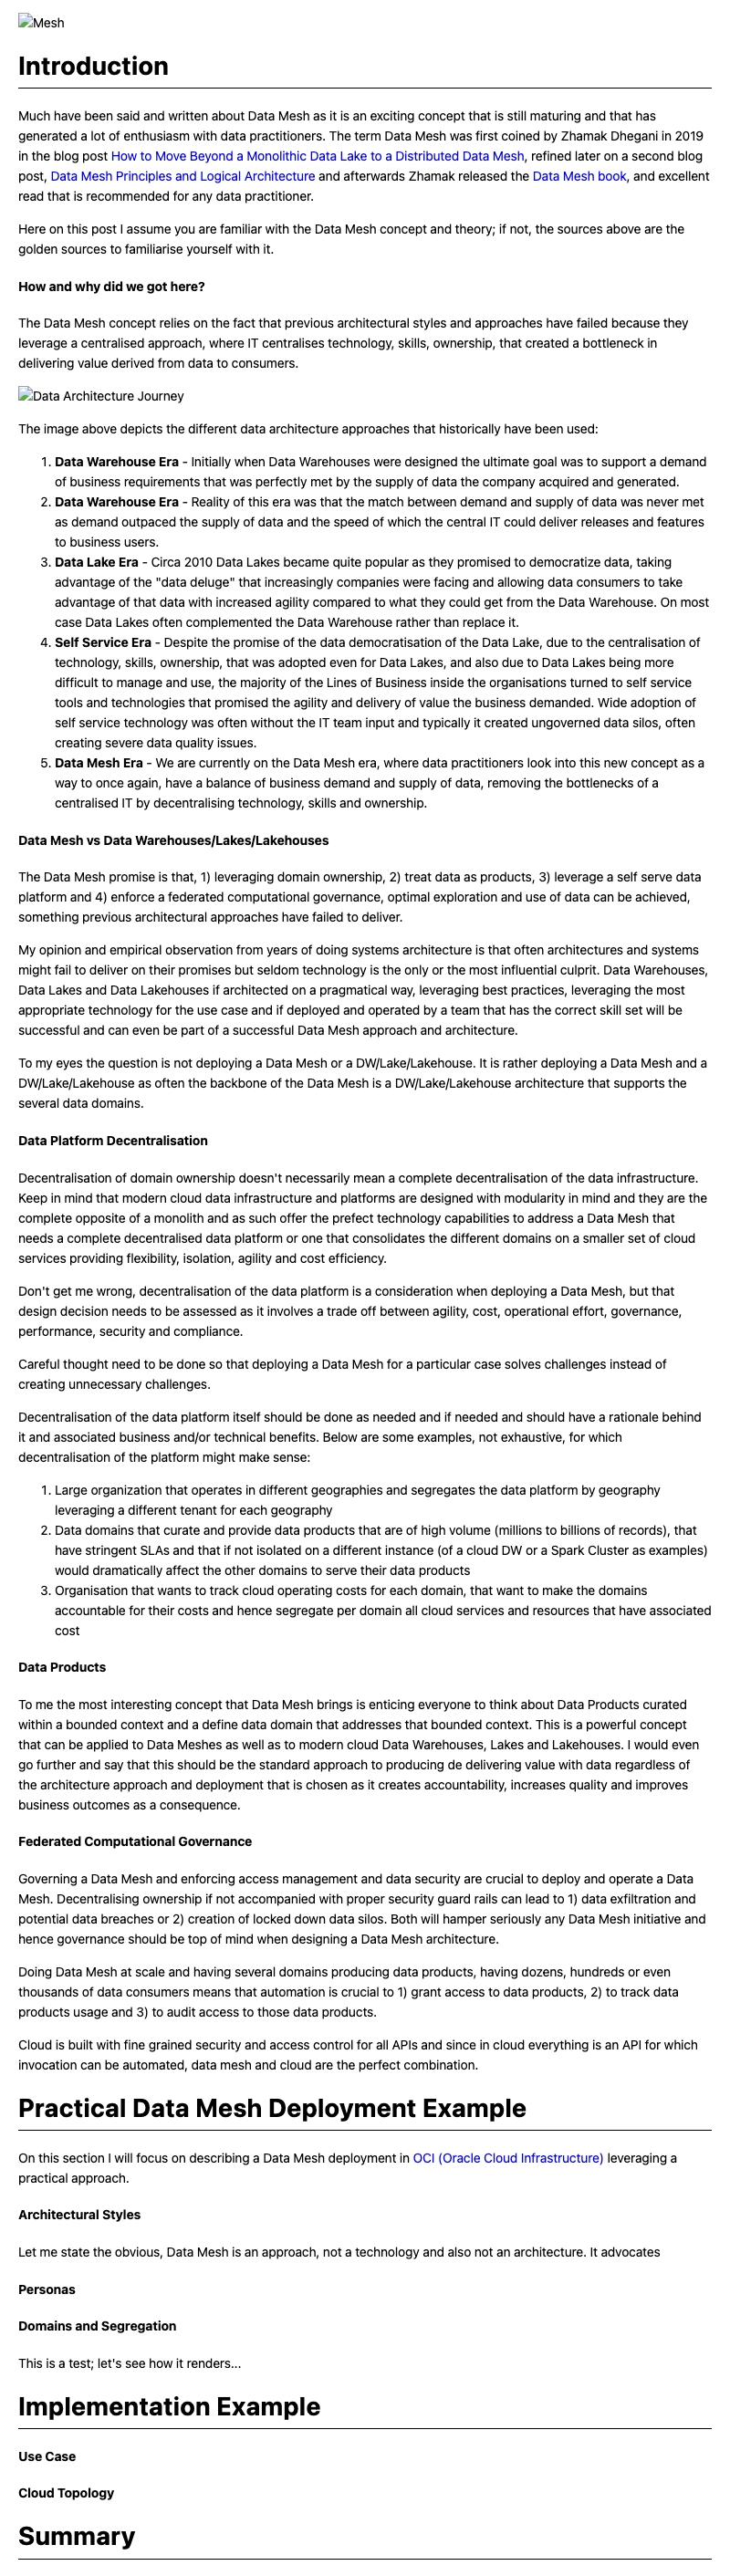 Mesh
Introduction
Much have been said and written about Data Mesh as it is an exciting concept that is still maturing and that has
generated a lot of enthusiasm with data practitioners. The term Data Mesh was first coined by Zhamak Dhegani in 2019
in the blog post How to Move Beyond a Monolithic Data Lake to a Distributed Data Mesh, refined later on a second blog
post, Data Mesh Principles and Logical Architecture and afterwards Zhamak released the Data Mesh book, and excellent
read that is recommended for any data practitioner.
Here on this post I assume you are familiar with the Data Mesh concept and theory; if not, the sources above are the
golden sources to familiarise yourself with it.
How and why did we got here?
The Data Mesh concept relies on the fact that previous architectural styles and approaches have failed because they
leverage a centralised approach, where IT centralises technology, skills, ownership, that created a bottleneck in
delivering value derived from data to consumers.
Data Architecture Journey
The image above depicts the different data architecture approaches that historically have been used:
1. Data Warehouse Era - Initially when Data Warehouses were designed the ultimate goal was to support a demand
of business requirements that was perfectly met by the supply of data the company acquired and generated.
2. Data Warehouse Era - Reality of this era was that the match between demand and supply of data was never met
as demand outpaced the supply of data and the speed of which the central IT could deliver releases and features
to business users.
3. Data Lake Era - Circa 2010 Data Lakes became quite popular as they promised to democratize data, taking
advantage of the "data deluge" that increasingly companies were facing and allowing data consumers to take
advantage of that data with increased agility compared to what they could get from the Data Warehouse. On most
case Data Lakes often complemented the Data Warehouse rather than replace it.
4. Self Service Era - Despite the promise of the data democratisation of the Data Lake, due to the centralisation of
technology, skills, ownership, that was adopted even for Data Lakes, and also due to Data Lakes being more
difficult to manage and use, the majority of the Lines of Business inside the organisations turned to self service
tools and technologies that promised the agility and delivery of value the business demanded. Wide adoption of
self service technology was often without the IT team input and typically it created ungoverned data silos, often
creating severe data quality issues.
5. Data Mesh Era - We are currently on the Data Mesh era, where data practitioners look into this new concept as a
way to once again, have a balance of business demand and supply of data, removing the bottlenecks of a
centralised IT by decentralising technology, skills and ownership.
Data Mesh vs Data Warehouses/Lakes/Lakehouses
The Data Mesh promise is that, 1) leveraging domain ownership, 2) treat data as products, 3) leverage a self serve data
platform and 4) enforce a federated computational governance, optimal exploration and use of data can be achieved,
something previous architectural approaches have failed to deliver.
My opinion and empirical observation from years of doing systems architecture is that often architectures and systems
might fail to deliver on their promises but seldom technology is the only or the most influential culprit. Data Warehouses,
Data Lakes and Data Lakehouses if architected on a pragmatical way, leveraging best practices, leveraging the most
appropriate technology for the use case and if deployed and operated by a team that has the correct skill set will be
successful and can even be part of a successful Data Mesh approach and architecture.
To my eyes the question is not deploying a Data Mesh or a DW/Lake/Lakehouse. It is rather deploying a Data Mesh and a
DW/Lake/Lakehouse as often the backbone of the Data Mesh is a DW/Lake/Lakehouse architecture that supports the
several data domains.
Data Platform Decentralisation
Decentralisation of domain ownership doesn't necessarily mean a complete decentralisation of the data infrastructure.
Keep in mind that modern cloud data infrastructure and platforms are designed with modularity in mind and they are the
complete opposite of a monolith and as such offer the prefect technology capabilities to address a Data Mesh that
needs a complete decentralised data platform or one that consolidates the different domains on a smaller set of cloud
services providing flexibility, isolation, agility and cost efficiency.
Don't get me wrong, decentralisation of the data platform is a consideration when deploying a Data Mesh, but that
design decision needs to be assessed as it involves a trade off between agility, cost, operational effort, governance,
performance, security and compliance.
Careful thought need to be done so that deploying a Data Mesh for a particular case solves challenges instead of
creating unnecessary challenges.
Decentralisation of the data platform itself should be done as needed and if needed and should have a rationale behind
it and associated business and/or technical benefits. Below are some examples, not exhaustive, for which
decentralisation of the platform might make sense:
1. Large organization that operates in different geographies and segregates the data platform by geography
leveraging a different tenant for each geography
2. Data domains that curate and provide data products that are of high volume (millions to billions of records), that
have stringent SLAs and that if not isolated on a different instance (of a cloud DW or a Spark Cluster as examples)
would dramatically affect the other domains to serve their data products
3. Organisation that wants to track cloud operating costs for each domain, that want to make the domains
accountable for their costs and hence segregate per domain all cloud services and resources that have associated
cost
Data Products
To me the most interesting concept that Data Mesh brings is enticing everyone to think about Data Products curated
within a bounded context and a define data domain that addresses that bounded context. This is a powerful concept
that can be applied to Data Meshes as well as to modern cloud Data Warehouses, Lakes and Lakehouses. I would even
go further and say that this should be the standard approach to producing de delivering value with data regardless of
the architecture approach and deployment that is chosen as it creates accountability, increases quality and improves
business outcomes as a consequence.
Federated Computational Governance
Governing a Data Mesh and enforcing access management and data security are crucial to deploy and operate a Data
Mesh. Decentralising ownership if not accompanied with proper security guard rails can lead to 1) data exfiltration and
potential data breaches or 2) creation of locked down data silos. Both will hamper seriously any Data Mesh initiative and
hence governance should be top of mind when designing a Data Mesh architecture.
Doing Data Mesh at scale and having several domains producing data products, having dozens, hundreds or even
thousands of data consumers means that automation is crucial to 1) grant access to data products, 2) to track data
products usage and 3) to audit access to those data products.
Cloud is built with fine grained security and access control for all APIs and since in cloud everything is an API for which
invocation can be automated, data mesh and cloud are the perfect combination.
Practical Data Mesh Deployment Example
On this section I will focus on describing a Data Mesh deployment in OCI (Oracle Cloud Infrastructure) leveraging a
practical approach.
Architectural Styles
Let me state the obvious, Data Mesh is an approach, not a technology and also not an architecture. It advocates
Personas
Domains and Segregation
This is a test; let's see how it renders...
Implementation Example
Use Case
Cloud Topology
Summary